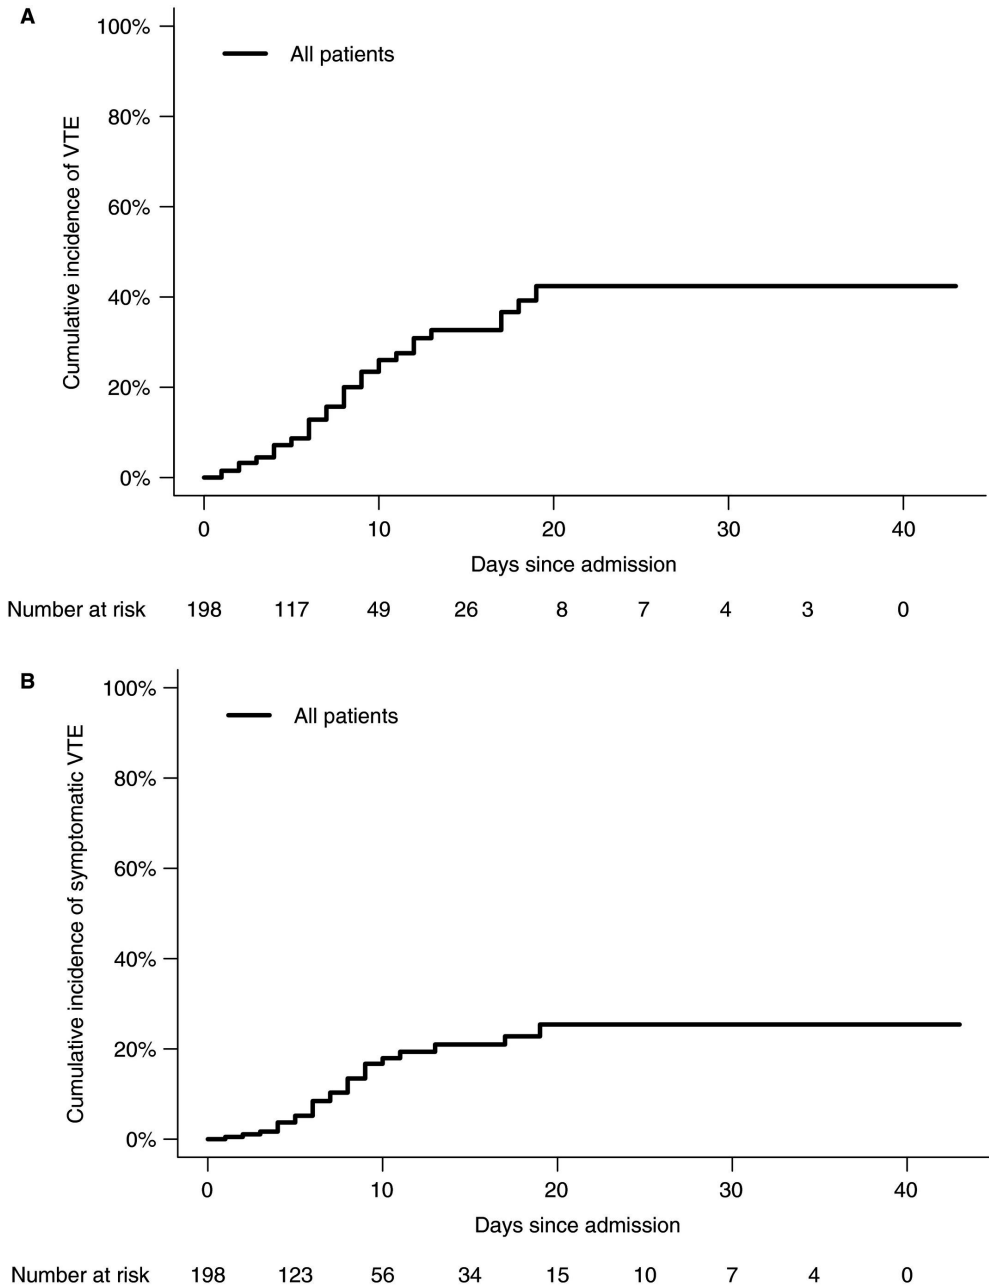 A
100%
All patients
80%
60%
40%
20%
0%
Cumulative incidence of VTE
0 10 20 30 40
Days since admission
Number at risk 198 117 49 26 8 7 4 3 0
B
100%
All patients
80%
60%
40%
20%
0%
Cumulative incidence of symptomatic VTE
0 10 20 30 40
Days since admission
Number at risk 198 123 56 34 15 10 7 4 0